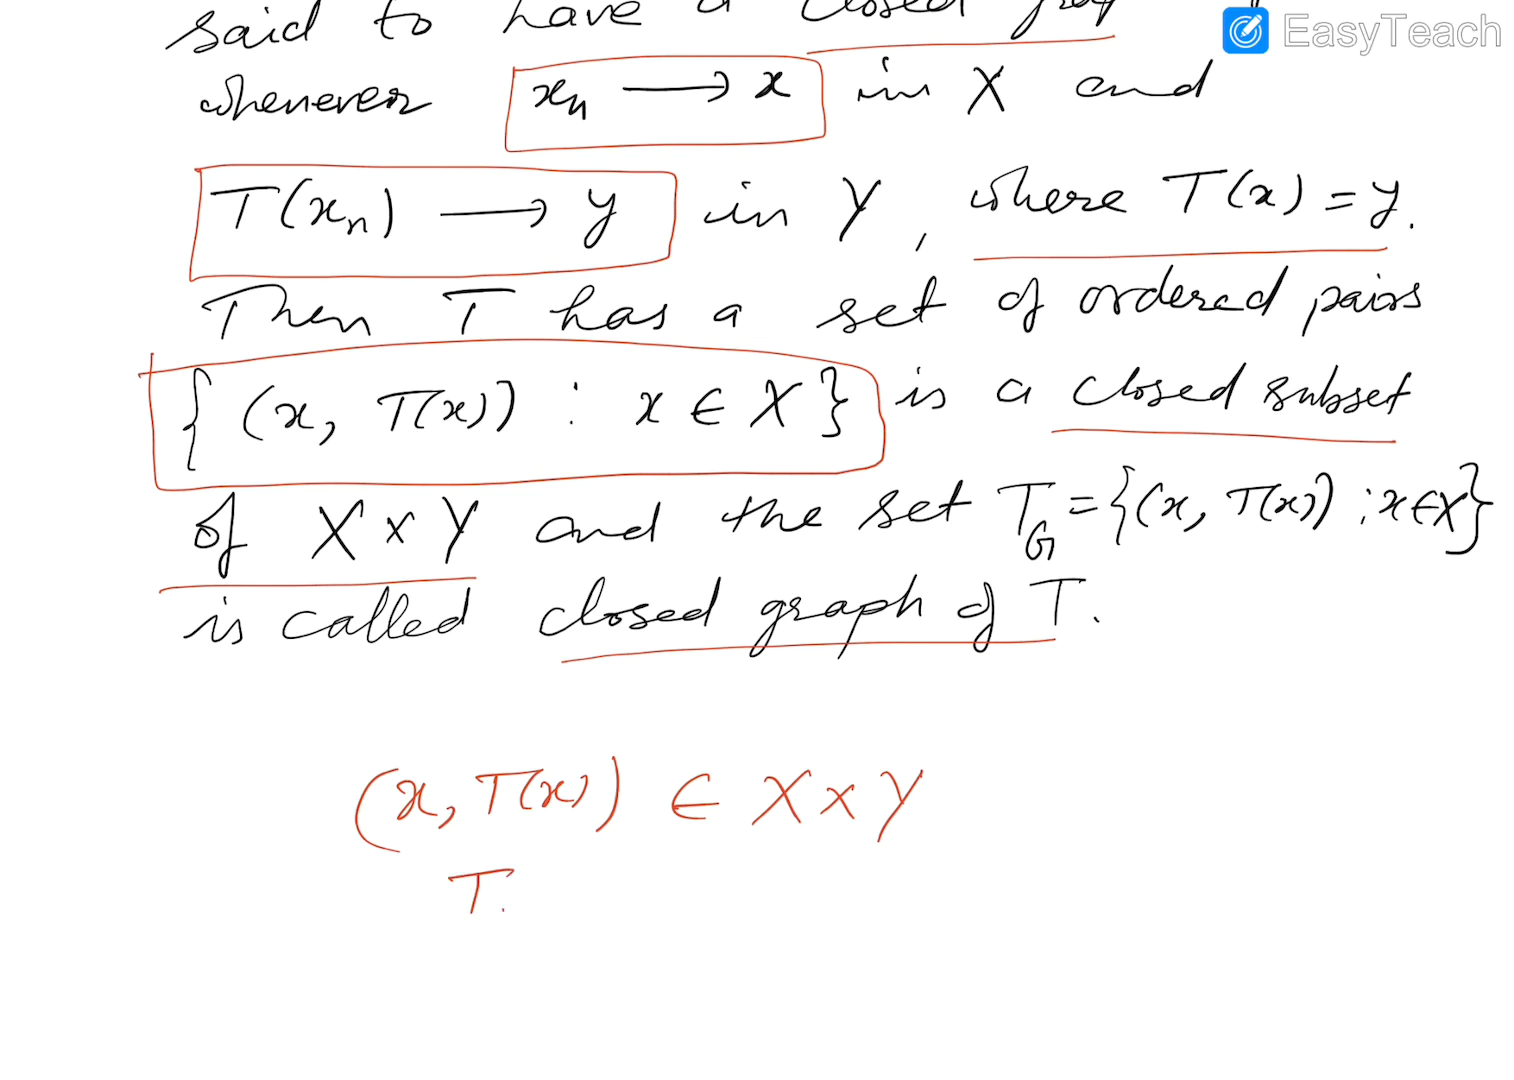 said to have a closed graph
EasyTeach
whenever xₙ ⟶ x in X and
T(xₙ) ⟶ y in Y, where T(x) = y.
Then T has a set of ordered pairs
{ (x, T(x)) : x ∈ X } is a closed subset
of X × Y and the set T_G = {(x, T(x)) : x ∈ X}
is called closed graph of T.
(x, T(x)) ∈ X × Y
T.